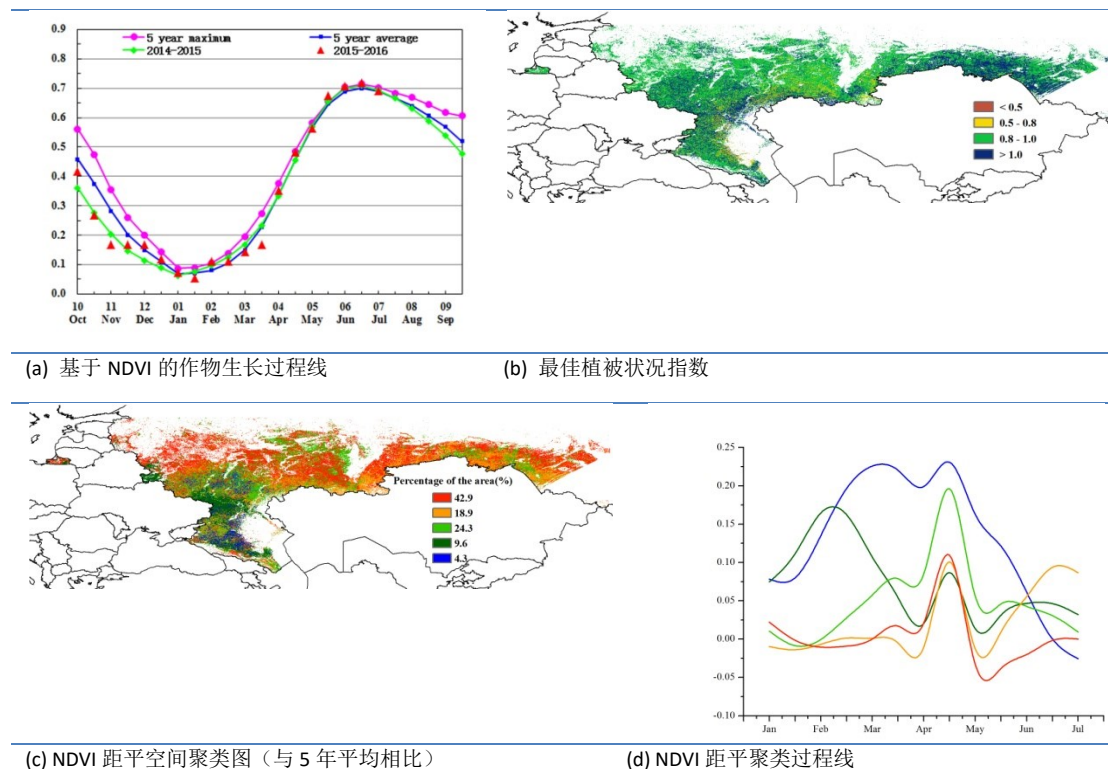 5 year maximum
5 year average
2014-2015
2015-2016
0.9
0.8
0.7
0.6
0.5
0.4
0.3
0.2
0.1
0.0
10 11 12 01 02 03 04 05 06 07 08 09
Oct Nov Dec Jan Feb Mar Apr May Jun Jul Aug Sep
< 0.5
0.5 - 0.8
0.8 - 1.0
> 1.0
(a) 基于 NDVI 的作物生长过程线
(b) 最佳植被状况指数
Percentage of the area(%)
42.9
18.9
24.3
9.6
4.3
0.25
0.20
0.15
0.10
0.05
0.00
-0.05
-0.10
Jan Feb Mar Apr May Jun Jul
(c) NDVI 距平空间聚类图（与 5 年平均相比）
(d) NDVI 距平聚类过程线